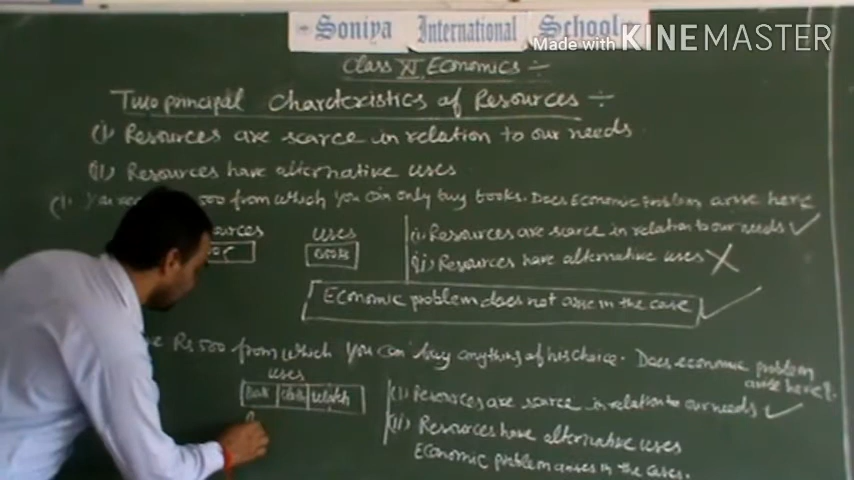 Soniya International School
Made with KINEMASTER
Class XI Economics :-
Two principal charcteristics of Resources :-
(i) Resources are scarce in relation to our needs
(ii) Resources have alternative uses
500 from which you can only buy books. Does Economic problem arise here
uses
books
(i) Resources are scarce in relation to our needs ✓
(ii) Resources have alternative uses ✗
Economic problem does not arise in the case ✓
Rs 500 from which you can buy anything of his choice. Does economic problem
arise here?
uses
(i) Resources are scarce in relation to our needs ✓
(ii) Resources have alternative uses
Economic problem arises in the cases.